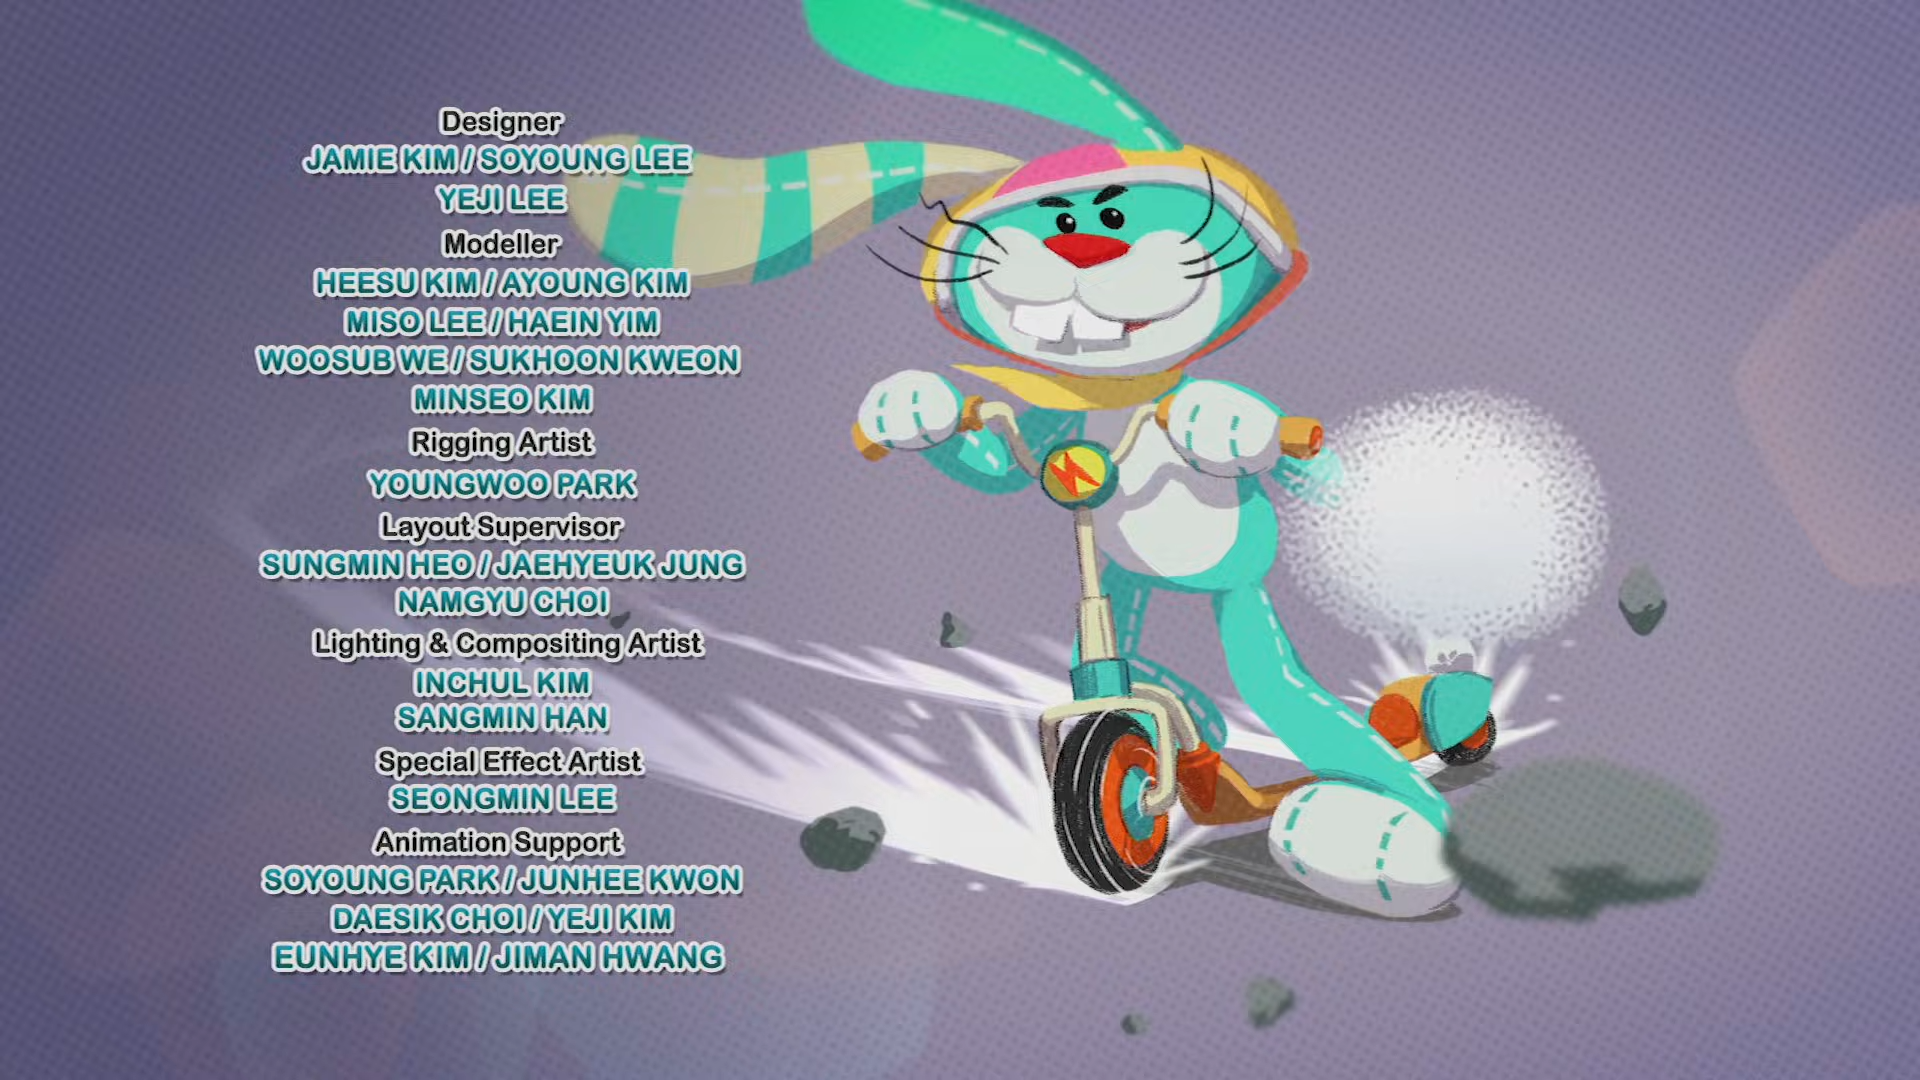 Designer
JAMIE KIM / SOYOUNG LEE
YEJI LEE
Modeller
HEESU KIM / AYOUNG KIM
MISO LEE / HAEIN YIM
WOOSUB WE / SUKHOON KWEON
MINSEO KIM
Rigging Artist
YOUNGWOO PARK
Layout Supervisor
SUNGMIN HEO / JAEHYEUK JUNG
NAMGYU CHOI
Lighting & Compositing Artist
INCHUL KIM
SANGMIN HAN
Special Effect Artist
SEONGMIN LEE
Animation Support
SOYOUNG PARK / JUNHEE KWON
DAESIK CHOI / YEJI KIM
EUNHYE KIM / JIMAN HWANG